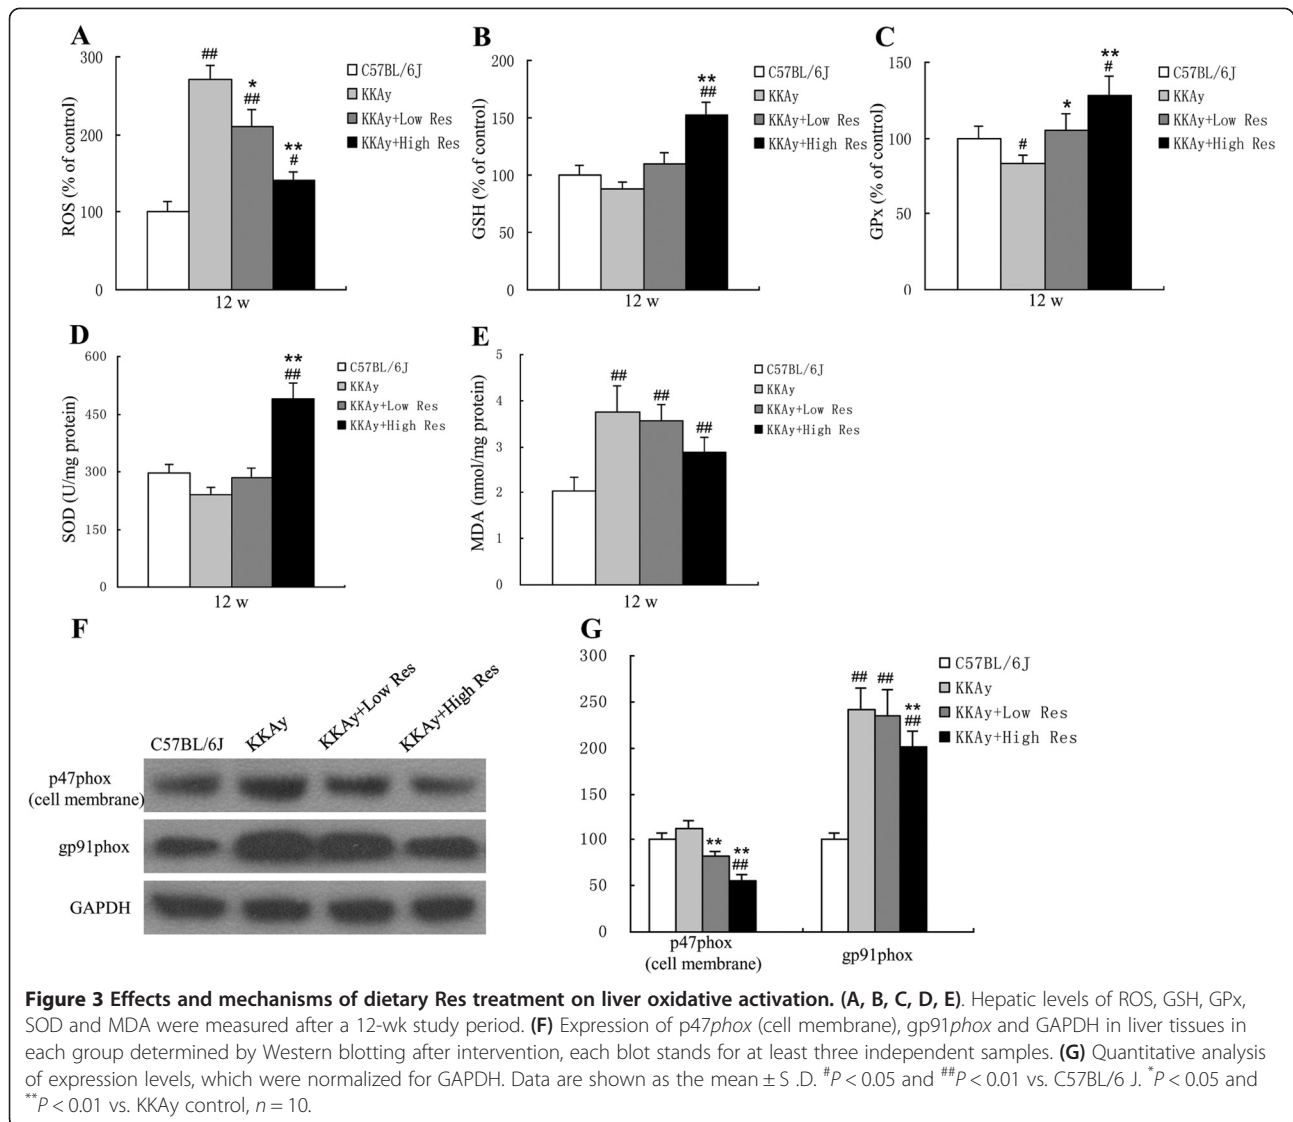 A
ROS (% of control)
300
200
100
0
##
*
##
**
#
12 w
C57BL/6J
KKAy
KKAy+Low Res
KKAy+High Res
B
GSH (% of control)
200
150
100
50
0
**
##
12 w
C57BL/6J
KKAy
KKAy+Low Res
KKAy+High Res
C
GPx (% of control)
150
100
50
0
#
*
**
#
12 w
C57BL/6J
KKAy
KKAy+Low Res
KKAy+High Res
D
SOD (U/mg protein)
600
450
300
150
0
**
##
12 w
C57BL/6J
KKAy
KKAy+Low Res
KKAy+High Res
E
MDA (nmol/mg protein)
5
4
3
2
1
0
##
##
##
12 w
C57BL/6J
KKAy
KKAy+Low Res
KKAy+High Res
F
C57BL/6J
KKAy
KKAy+Low Res
KKAy+High Res
p47phox
(cell membrane)
gp91phox
GAPDH
G
300
250
200
150
100
50
0
**
**
##
##
##
**
##
p47phox
(cell membrane)
gp91phox
C57BL/6J
KKAy
KKAy+Low Res
KKAy+High Res
Figure 3 Effects and mechanisms of dietary Res treatment on liver oxidative activation. (A, B, C, D, E). Hepatic levels of ROS, GSH, GPx,
SOD and MDA were measured after a 12-wk study period. (F) Expression of p47phox (cell membrane), gp91phox and GAPDH in liver tissues in
each group determined by Western blotting after intervention, each blot stands for at least three independent samples. (G) Quantitative analysis
of expression levels, which were normalized for GAPDH. Data are shown as the mean ± S .D. #P < 0.05 and ##P < 0.01 vs. C57BL/6 J. *P < 0.05 and
**P < 0.01 vs. KKAy control, n = 10.